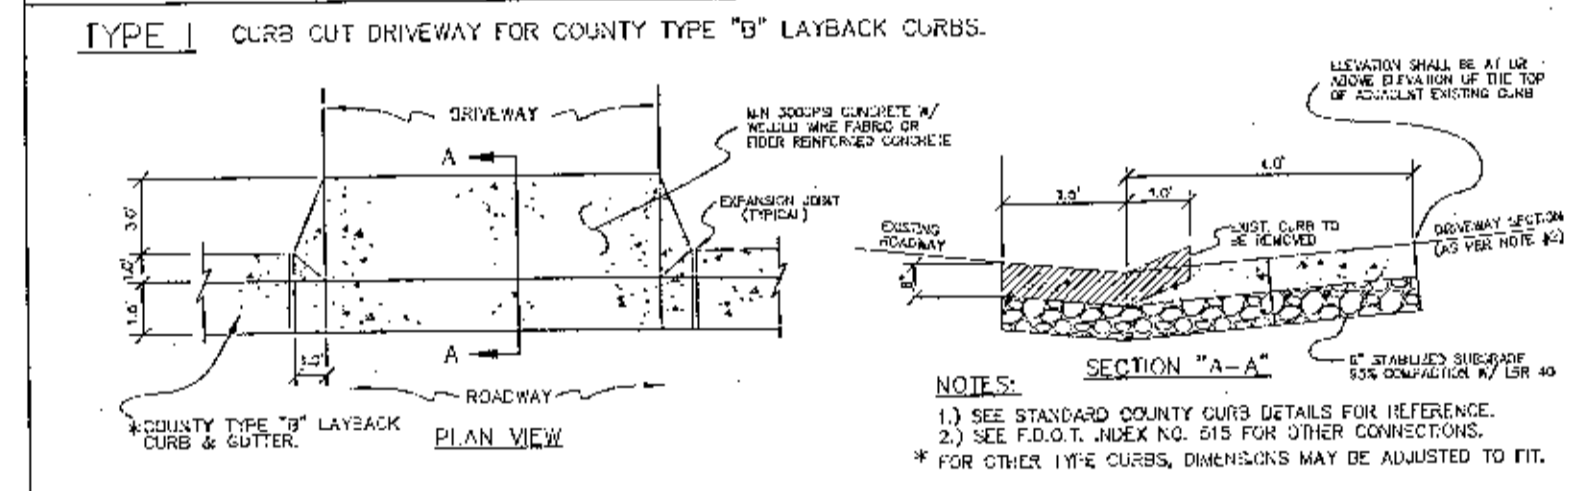 TYPE I CURB CUT DRIVEWAY FOR COUNTY TYPE "B" LAYBACK CURBS.
DRIVEWAY
MIN 3000PSI CONCRETE W/
WELDED WIRE FABRIC OR
FIBER REINFORCED CONCRETE
A
EXPANSION JOINT
(TYPICAL)
3.0'
1.0'
1.6'
A
ROADWAY
*COUNTY TYPE "B" LAYBACK
CURB & GUTTER.
PLAN VIEW
ELEVATION SHALL BE AT OR
ABOVE ELEVATION OF THE TOP
OF ADJACENT EXISTING CURB
4.0'
1.0'
EXISTING
ROADWAY
EXIST. CURB TO
BE REMOVED
DRIVEWAY SECTION
(AS PER NOTE
8"
SECTION "A-A"
6" STABILIZED SUBGRADE
95% COMPACTION W/ 40
NOTES:
1.) SEE STANDARD COUNTY CURB DETAILS FOR REFERENCE.
2.) SEE F.D.O.T. INDEX NO. 515 FOR OTHER CONNECTIONS.
* FOR OTHER TYPE CURBS, DIMENSIONS MAY BE ADJUSTED TO FIT.